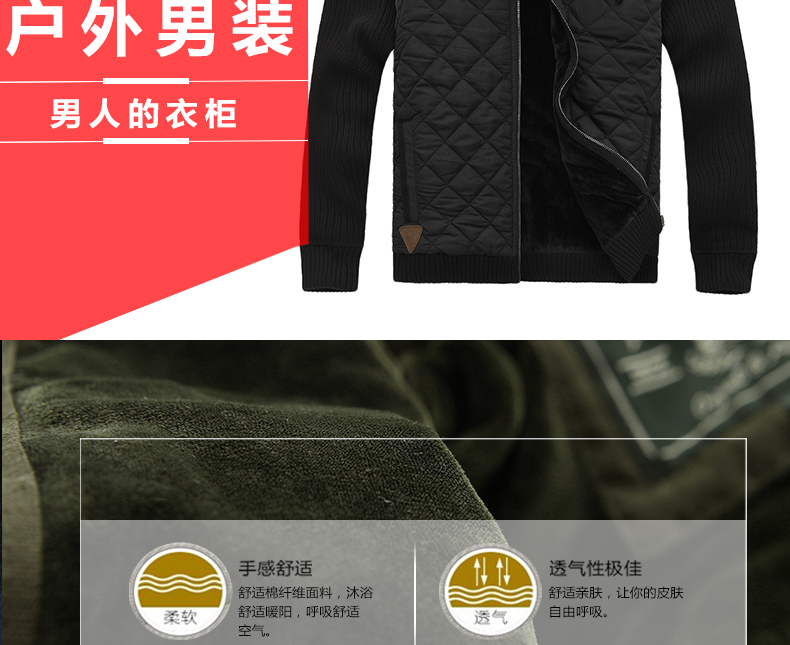 户外男装
男人的衣柜
手感舒适
舒适棉纤维面料，沐浴
舒适暖阳，呼吸舒适
空气。
柔软
透气性极佳
舒适亲肤，让你的皮肤
自由呼吸。
透气